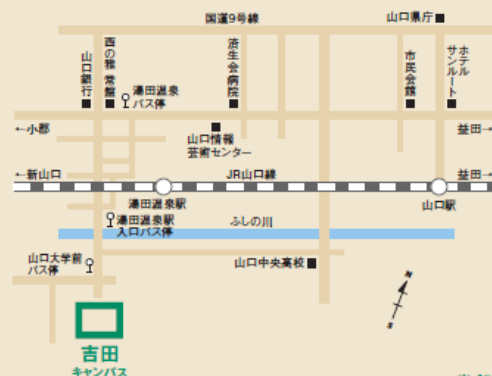 国道9号線
山口県庁
山口銀行
西の雅 常盤
湯田温泉
バス停
済生会病院
市民会館
ホテル
サンルート
←小郡
山口情報
芸術センター
益田→
←新山口
JR山口線
益田→
湯田温泉駅
山口駅
湯田温泉駅
入口バス停
ふしの川
山口大学前
バス停
山口中央高校
N
S
吉田
キャンパス